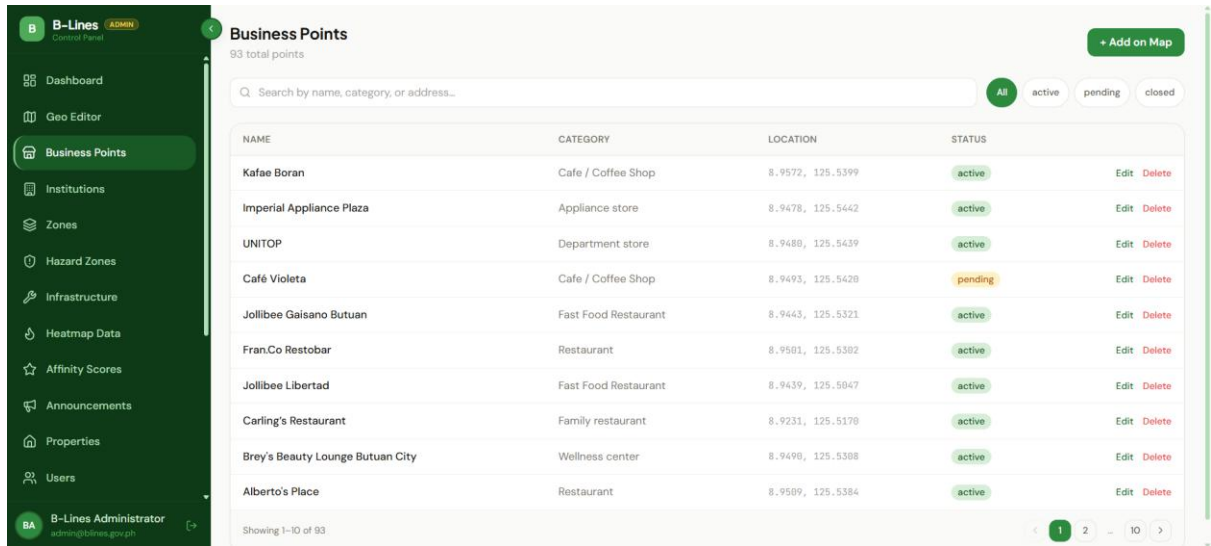 B
B-Lines ADMIN
Control Panel
Dashboard
Geo Editor
Business Points
Institutions
Zones
Hazard Zones
Infrastructure
Heatmap Data
Affinity Scores
Announcements
Properties
Users
BA
B-Lines Administrator
admin@blines.gov.ph
Business Points
93 total points
+ Add on Map
Search by name, category, or address...
All active pending closed
NAME CATEGORY LOCATION STATUS
Kafae Boran Cafe / Coffee Shop 8.9572, 125.5399 active Edit Delete
Imperial Appliance Plaza Appliance store 8.9478, 125.5442 active Edit Delete
UNITOP Department store 8.9480, 125.5439 active Edit Delete
Café Violeta Cafe / Coffee Shop 8.9493, 125.5420 pending Edit Delete
Jollibee Gaisano Butuan Fast Food Restaurant 8.9443, 125.5321 active Edit Delete
Fran.Co Restobar Restaurant 8.9501, 125.5302 active Edit Delete
Jollibee Libertad Fast Food Restaurant 8.9439, 125.5047 active Edit Delete
Carling's Restaurant Family restaurant 8.9231, 125.5170 active Edit Delete
Brey's Beauty Lounge Butuan City Wellness center 8.9490, 125.5308 active Edit Delete
Alberto's Place Restaurant 8.9509, 125.5384 active Edit Delete
Showing 1–10 of 93
1 2 … 10